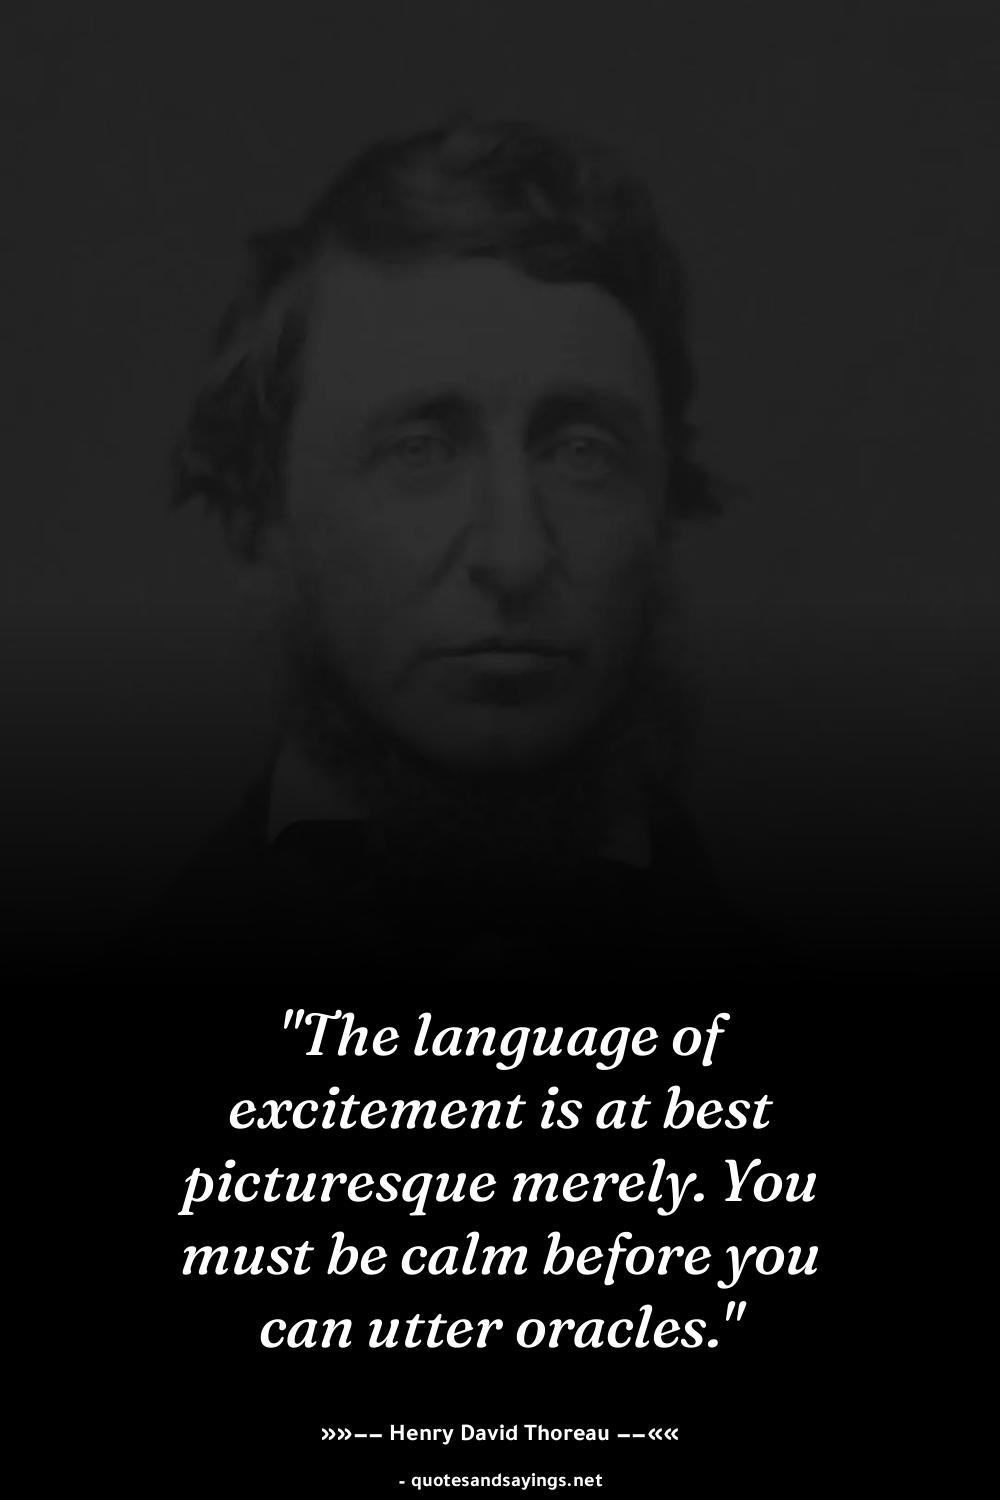 "The language of
excitement is at best
picturesque merely. You
must be calm before you
can utter oracles."
»»−− Henry David Thoreau −−««
- quotesandsayings.net